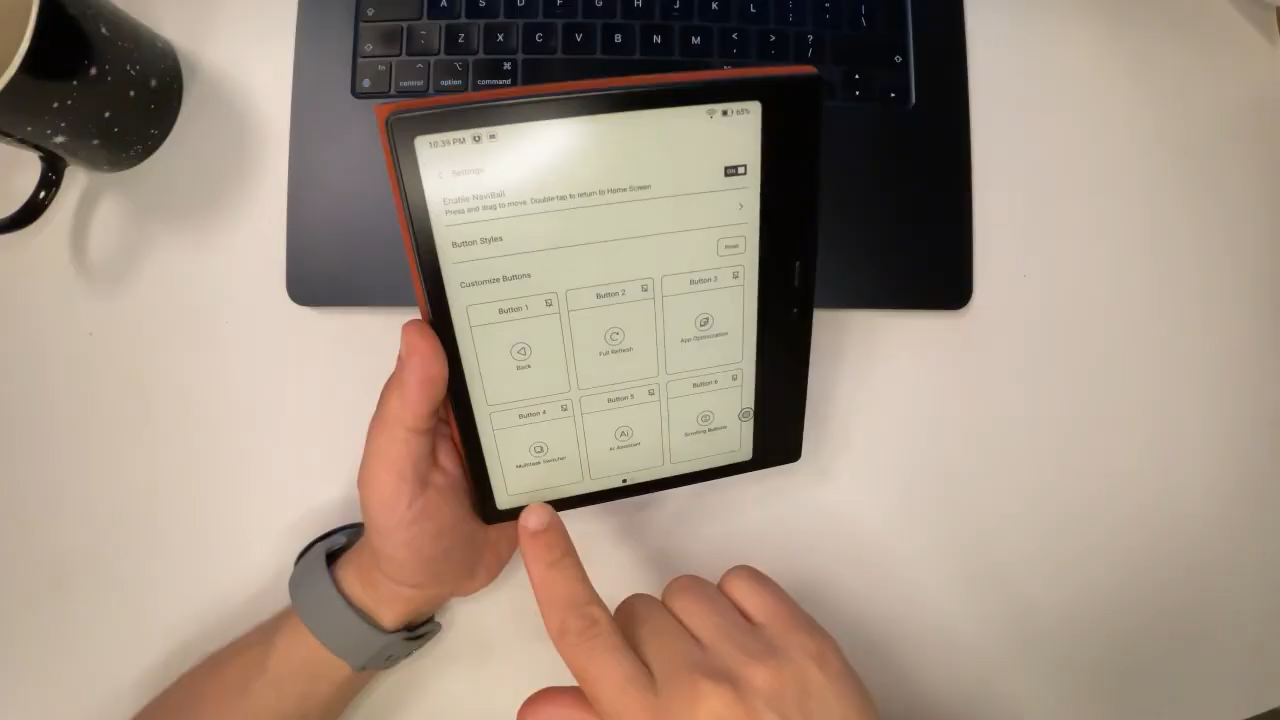 A S D F G H J K L : ;
~ Z X C V B N M < , > . ? /
fn control option command
10:39 PM 65%
Settings
Enable NaviBall ON
Press and drag to move. Double-tap to return to Home Screen
Button Styles
Customize Buttons Reset
Button 1 Button 2 Button 3
Back Full Refresh App Optimization
Button 4 Button 5 Button 6
Multitask Switcher AI Assistant Scrolling Buttons